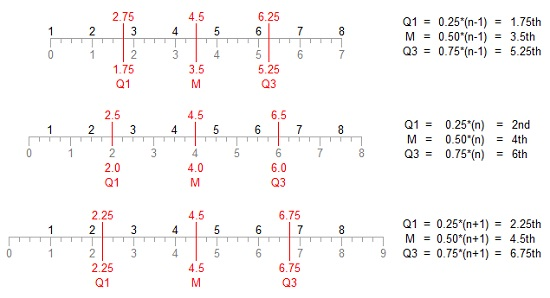 2.75 4.5 6.25
1 2 3 4 5 6 7 8
0 1 2 3 4 5 6 7
1.75 3.5 5.25
Q1 M Q3
Q1 = 0.25*(n-1) = 1.75th
M = 0.50*(n-1) = 3.5th
Q3 = 0.75*(n-1) = 5.25th
2.5 4.5 6.5
1 2 3 4 5 6 7 8
0 1 2 3 4 5 6 7 8
2.0 4.0 6.0
Q1 M Q3
Q1 = 0.25*(n) = 2nd
M = 0.50*(n) = 4th
Q3 = 0.75*(n) = 6th
2.25 4.5 6.75
1 2 3 4 5 6 7 8
0 1 2 3 4 5 6 7 8 9
2.25 4.5 6.75
Q1 M Q3
Q1 = 0.25*(n+1) = 2.25th
M = 0.50*(n+1) = 4.5th
Q3 = 0.75*(n+1) = 6.75th